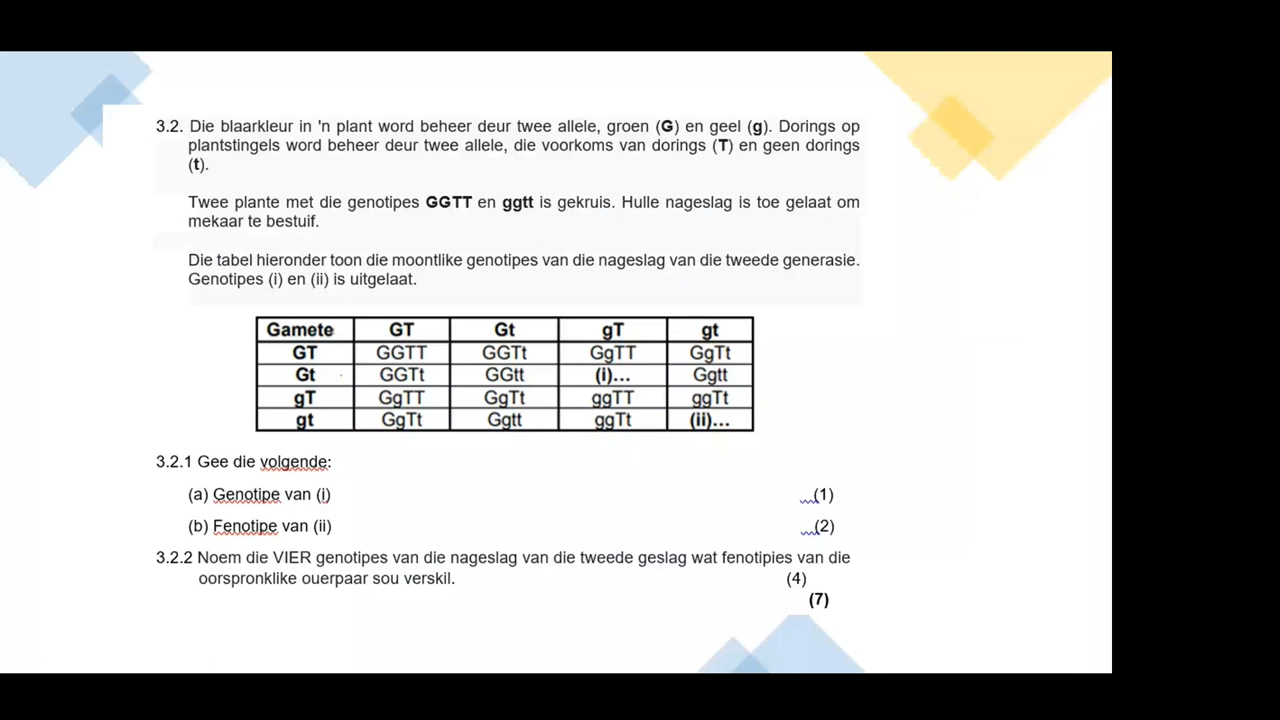 3.2. Die blaarkleur in 'n plant word beheer deur twee allele, groen (G) en geel (g). Dorings op
plantstingels word beheer deur twee allele, die voorkoms van dorings (T) en geen dorings
(t).
Twee plante met die genotipes GGTT en ggtt is gekruis. Hulle nageslag is toe gelaat om
mekaar te bestuif.
Die tabel hieronder toon die moontlike genotipes van die nageslag van die tweede generasie.
Genotipes (i) en (ii) is uitgelaat.
Gamete GT Gt gT gt
GT GGTT GGTt GgTT GgTt
Gt GGTt GGtt (i)... Ggtt
gT GgTT GgTt ggTT ggTt
gt GgTt Ggtt ggTt (ii)...
3.2.1 Gee die volgende:
(a) Genotipe van (i) (1)
(b) Fenotipe van (ii) (2)
3.2.2 Noem die VIER genotipes van die nageslag van die tweede geslag wat fenotipies van die
oorspronklike ouerpaar sou verskil. (4)
(7)